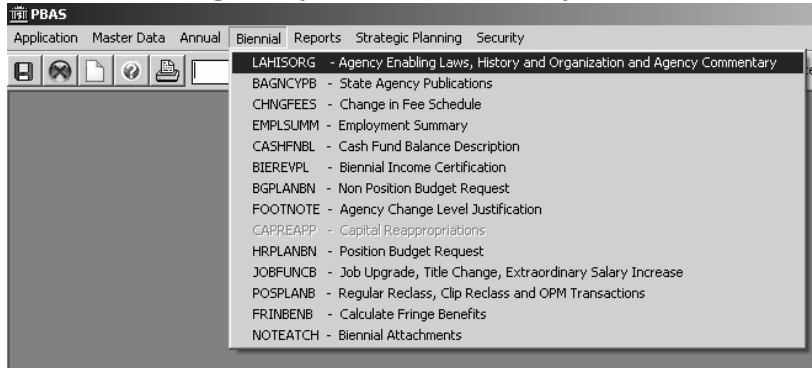 PBAS
Application Master Data Annual Biennial Reports Strategic Planning Security
LAHISORG - Agency Enabling Laws, History and Organization and Agency Commentary
BAGNCYPB - State Agency Publications
CHNGFEES - Change in Fee Schedule
EMPLSUMM - Employment Summary
CASHFNBL - Cash Fund Balance Description
BIEREVPL - Biennial Income Certification
BGPLANBN - Non Position Budget Request
FOOTNOTE - Agency Change Level Justification
CAPREAPP - Capital Reappropriations
HRPLANBN - Position Budget Request
JOBFUNCB - Job Upgrade, Title Change, Extraordinary Salary Increase
POSPLANB - Regular Reclass, Clip Reclass and OPM Transactions
FRINBENB - Calculate Fringe Benefits
NOTEATCH - Biennial Attachments